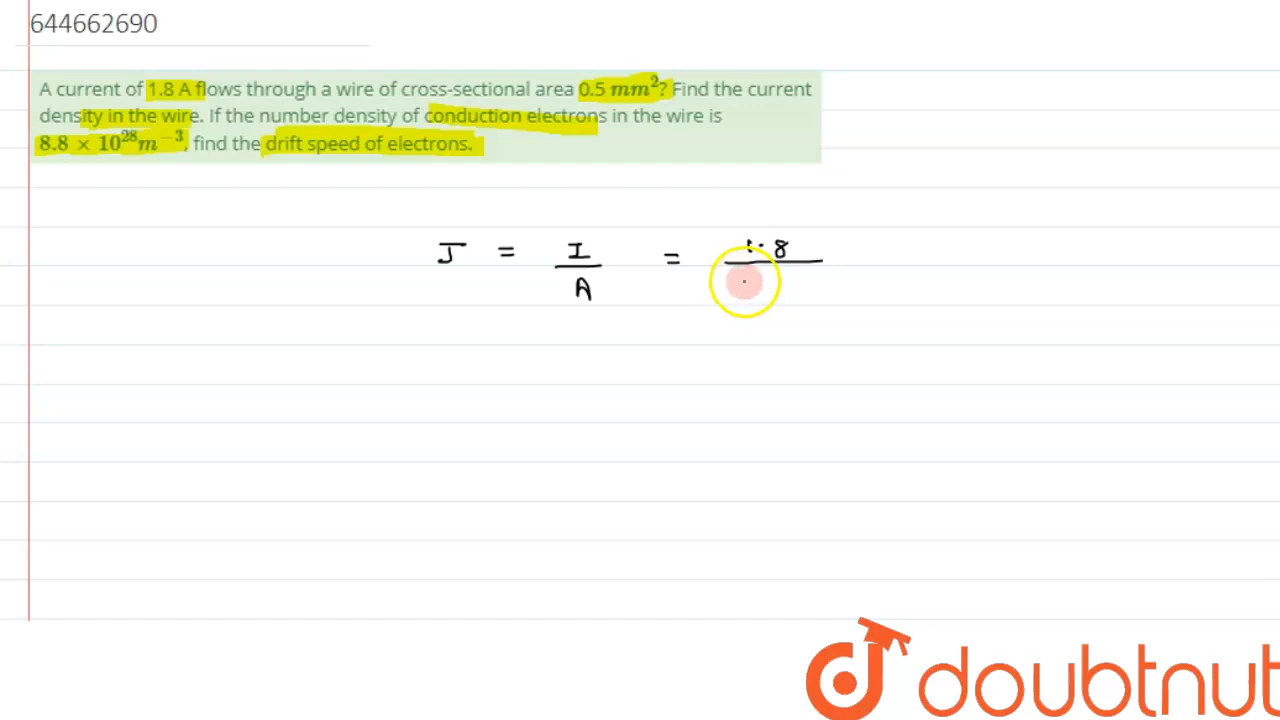 644662690
A current of 1.8 A flows through a wire of cross-sectional area 0.5 mm²? Find the current
density in the wire. If the number density of conduction electrons in the wire is
8.8 × 10²⁸m⁻³, find the drift speed of electrons.
J = I/A = 1.8
doubtnut